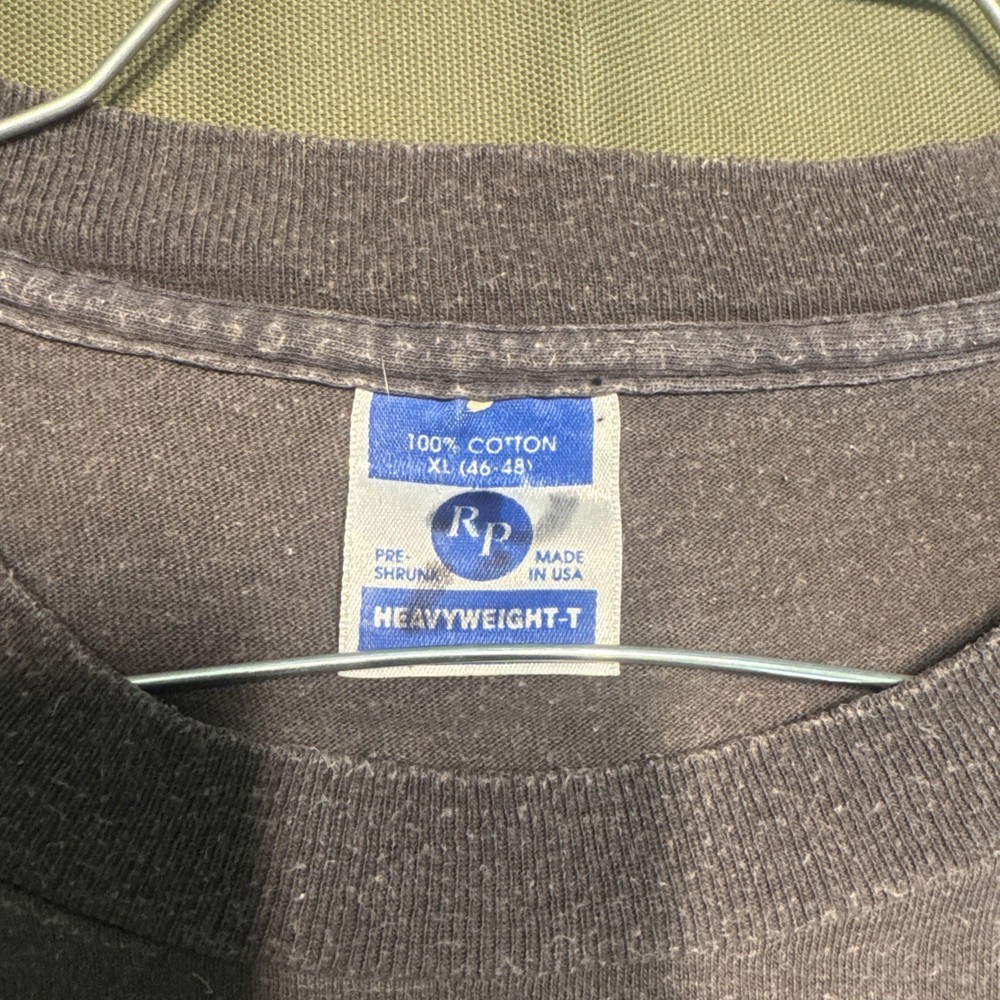 100% COTTON
XL (46-48)
RP
PRE-
SHRUNK
MADE
IN USA
HEAVYWEIGHT-T